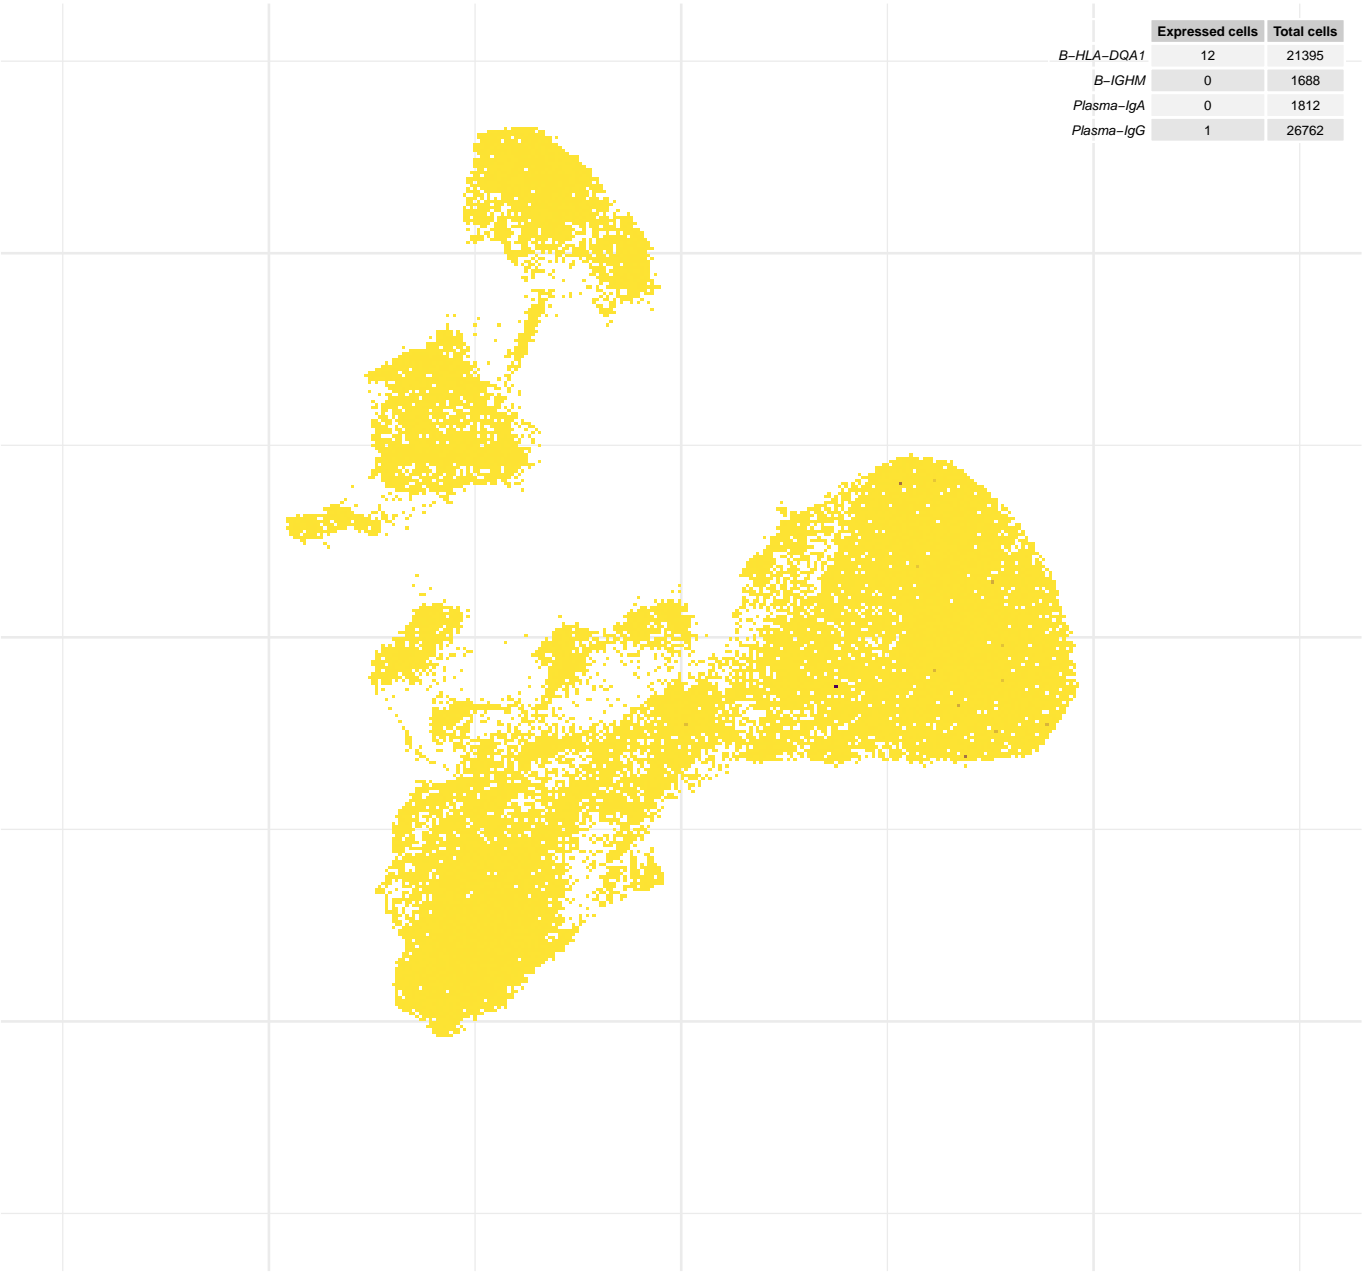 Expressed cells Total cells
B−HLA−DQA1 12 21395
B−IGHM 0 1688
Plasma−IgA 0 1812
Plasma−IgG 1 26762